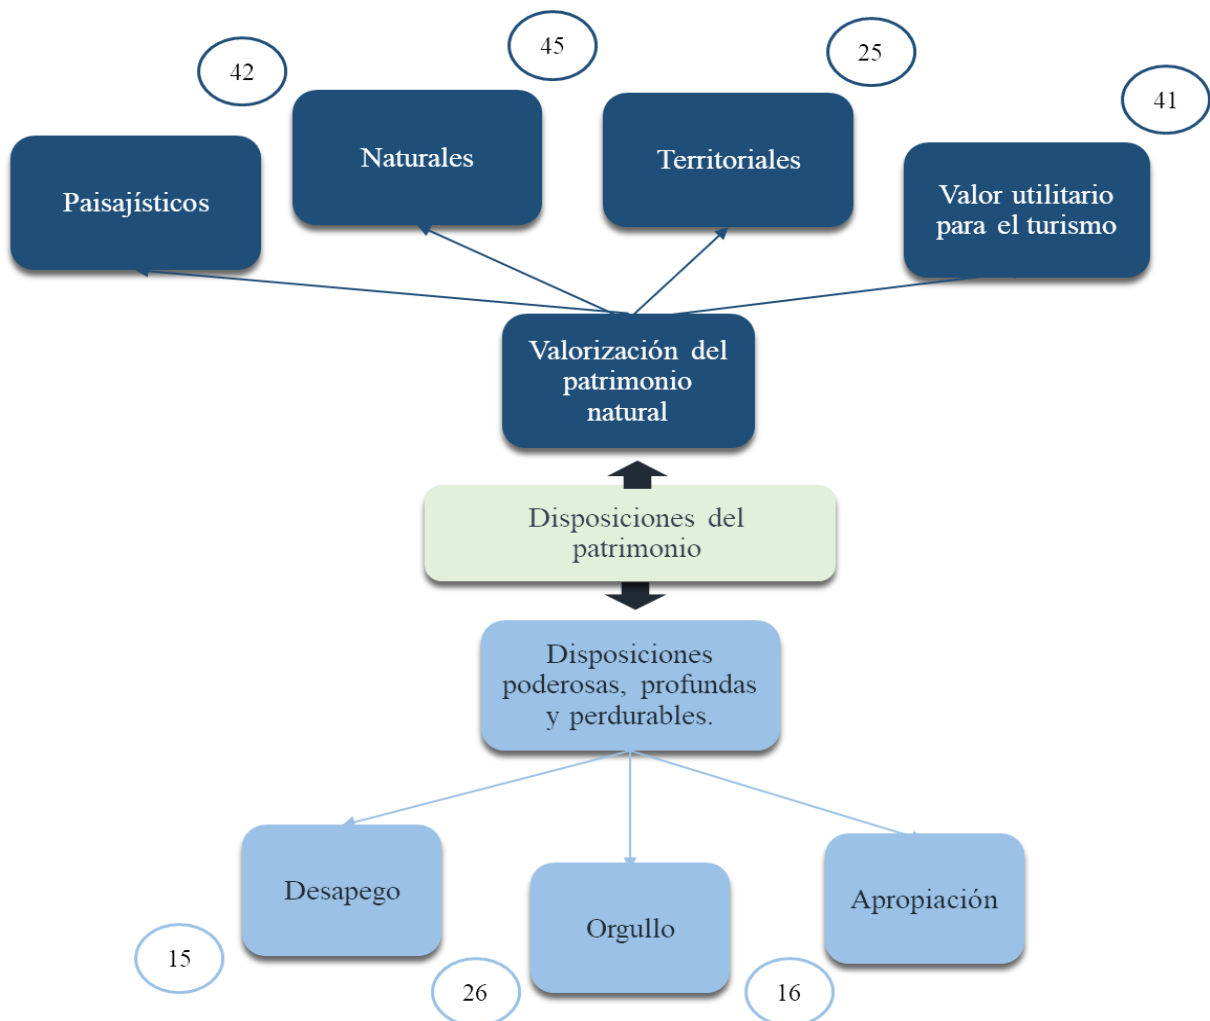 42
45
25
41
Paisajísticos
Naturales
Territoriales
Valor utilitario
para el turismo
Valorización del
patrimonio
natural
Disposiciones del
patrimonio
Disposiciones
poderosas, profundas
y perdurables.
Desapego
Orgullo
Apropiación
15
26
16